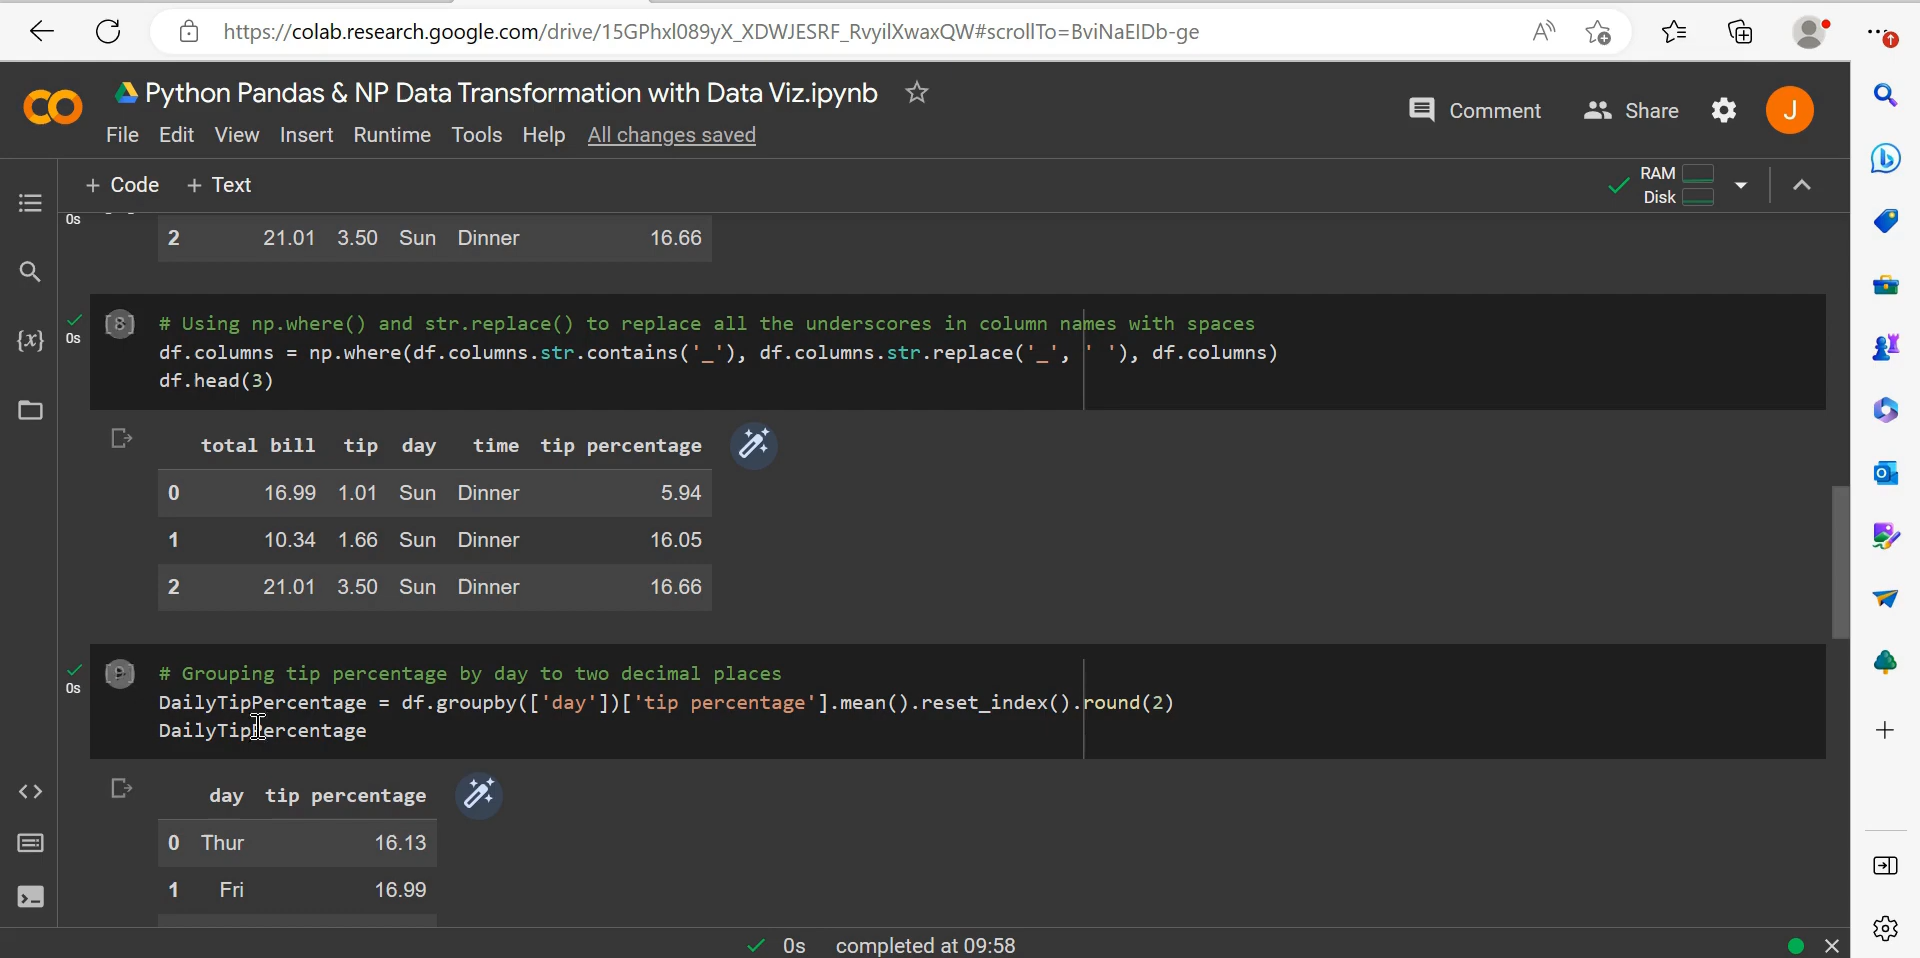 https://colab.research.google.com/drive/15GPhxl089yX_XDWJESRF_RvyilXwaxQW#scrollTo=BviNaElDb-ge
Python Pandas & NP Data Transformation with Data Viz.ipynb
File Edit View Insert Runtime Tools Help All changes saved
Comment Share J
+ Code + Text
RAM
Disk
0s
2 21.01 3.50 Sun Dinner 16.66
[8] # Using np.where() and str.replace() to replace all the underscores in column names with spaces
0s df.columns = np.where(df.columns.str.contains('_'), df.columns.str.replace('_', ' '), df.columns)
df.head(3)
total bill tip day time tip percentage
0 16.99 1.01 Sun Dinner 5.94
1 10.34 1.66 Sun Dinner 16.05
2 21.01 3.50 Sun Dinner 16.66
[9] # Grouping tip percentage by day to two decimal places
0s DailyTipPercentage = df.groupby(['day'])['tip percentage'].mean().reset_index().round(2)
DailyTipPercentage
day tip percentage
0 Thur 16.13
1 Fri 16.99
0s completed at 09:58